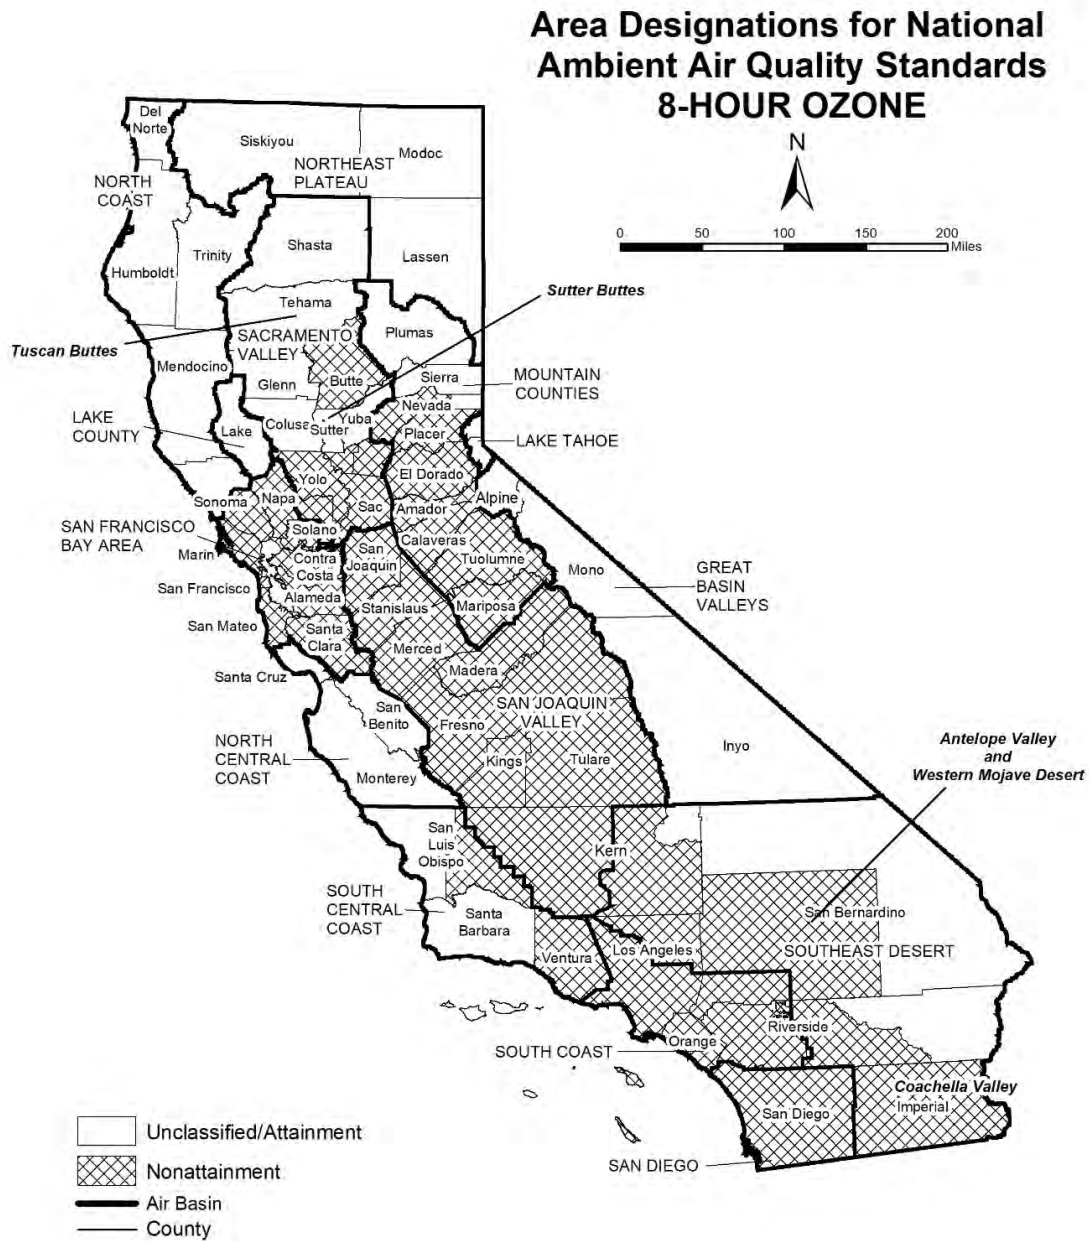 Area Designations for National
Ambient Air Quality Standards
8-HOUR OZONE
N
0 50 100 150 200
Miles
Del
Norte
Siskiyou
Modoc
NORTHEAST
PLATEAU
NORTH
COAST
Shasta
Trinity
Lassen
Humboldt
Sutter Buttes
Tehama
Plumas
Tuscan Buttes
SACRAMENTO
VALLEY
Mendocino
Glenn
Butte
Sierra
MOUNTAIN
COUNTIES
Nevada
LAKE
COUNTY
Lake
Colusa
Sutter
Yuba
Placer
LAKE TAHOE
Yolo
El Dorado
Sonoma
Napa
Sac
Amador
Alpine
SAN FRANCISCO
BAY AREA
Solano
Calaveras
Marin
Contra
Costa
San
Joaquin
Tuolumne
Mono
GREAT
BASIN
VALLEYS
San Francisco
Alameda
Stanislaus
Mariposa
San Mateo
Santa
Clara
Merced
Santa Cruz
Madera
San
Benito
Fresno
SAN JOAQUIN
VALLEY
NORTH
CENTRAL
COAST
Monterey
Kings
Tulare
Inyo
Antelope Valley
and
Western Mojave Desert
San
Luis
Obispo
Kern
SOUTH
CENTRAL
COAST
Santa
Barbara
San Bernardino
Ventura
Los Angeles
SOUTHEAST DESERT
Riverside
Orange
SOUTH COAST
Coachella Valley
Imperial
San Diego
SAN DIEGO
Unclassified/Attainment
Nonattainment
Air Basin
County